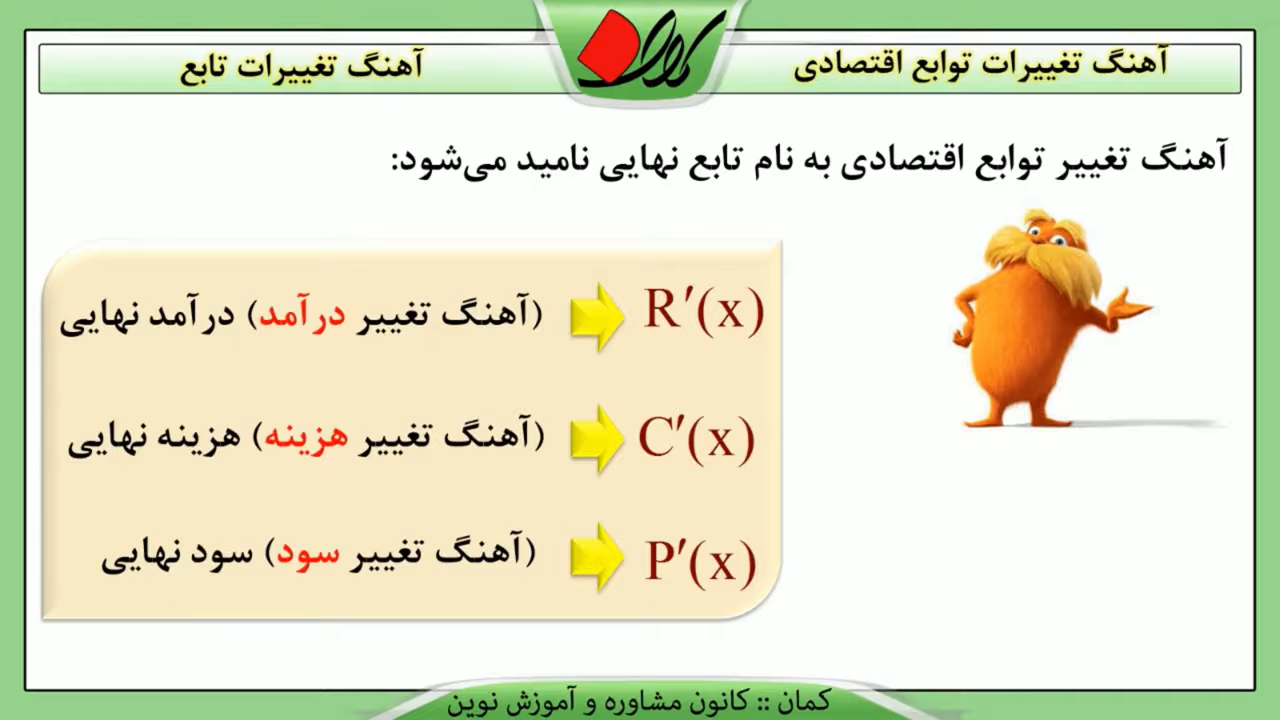 آهنگ تغییرات توابع اقتصادی
آهنگ تغییرات تابع
آهنگ تغییر توابع اقتصادی به نام تابع نهایی نامید می‌شود:
درآمد نهایی (آهنگ تغییر درآمد) R′(x)
هزینه نهایی (آهنگ تغییر هزینه) C′(x)
سود نهایی (آهنگ تغییر سود) P′(x)
کمان :: کانون مشاوره و آموزش نوین